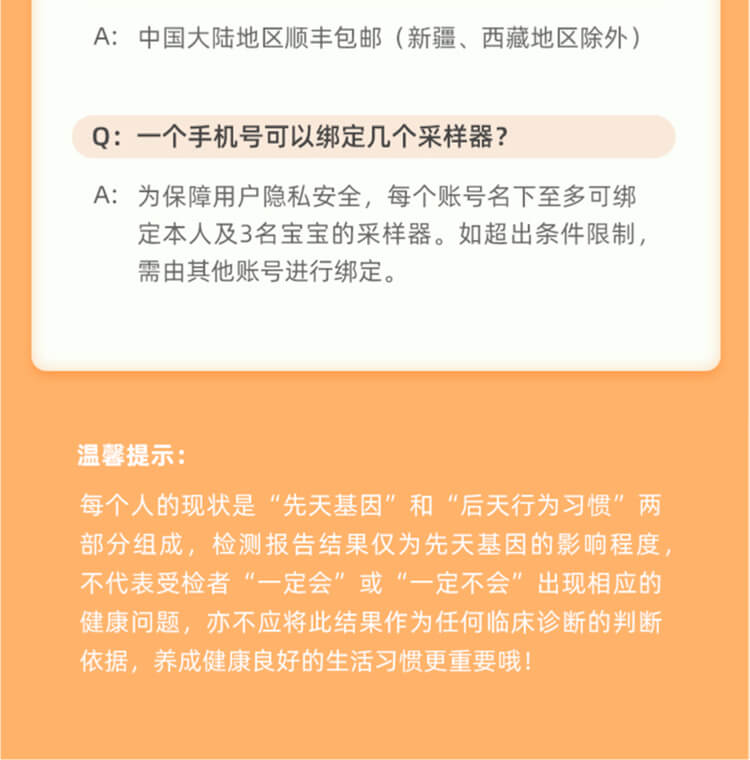 A: 中国大陆地区顺丰包邮（新疆、西藏地区除外）
Q：一个手机号可以绑定几个采样器？
A: 为保障用户隐私安全，每个账号名下至多可绑
定本人及3名宝宝的采样器。如超出条件限制，
需由其他账号进行绑定。
温馨提示：
每个人的现状是“先天基因”和“后天行为习惯”两
部分组成，检测报告结果仅为先天基因的影响程度，
不代表受检者“一定会”或“一定不会”出现相应的
健康问题，亦不应将此结果作为任何临床诊断的判断
依据，养成健康良好的生活习惯更重要哦！